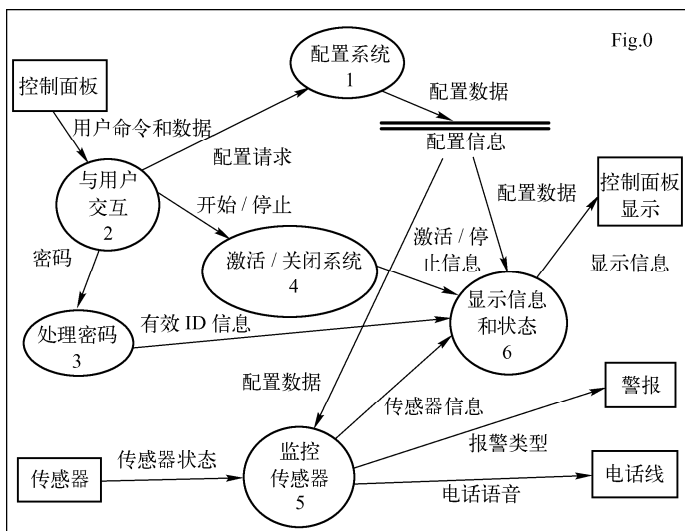 Fig.0
配置系统
1
控制面板
配置数据
用户命令和数据
配置信息
配置请求
与用户
交互
2
配置数据
控制面板
显示
开始 / 停止
激活 / 停
止信息
密码
激活 / 关闭系统
4
显示信息
显示信息
和状态
6
有效 ID 信息
处理密码
3
配置数据
警报
传感器信息
报警类型
监控
传感器
5
传感器状态
传感器
电话线
电话语音